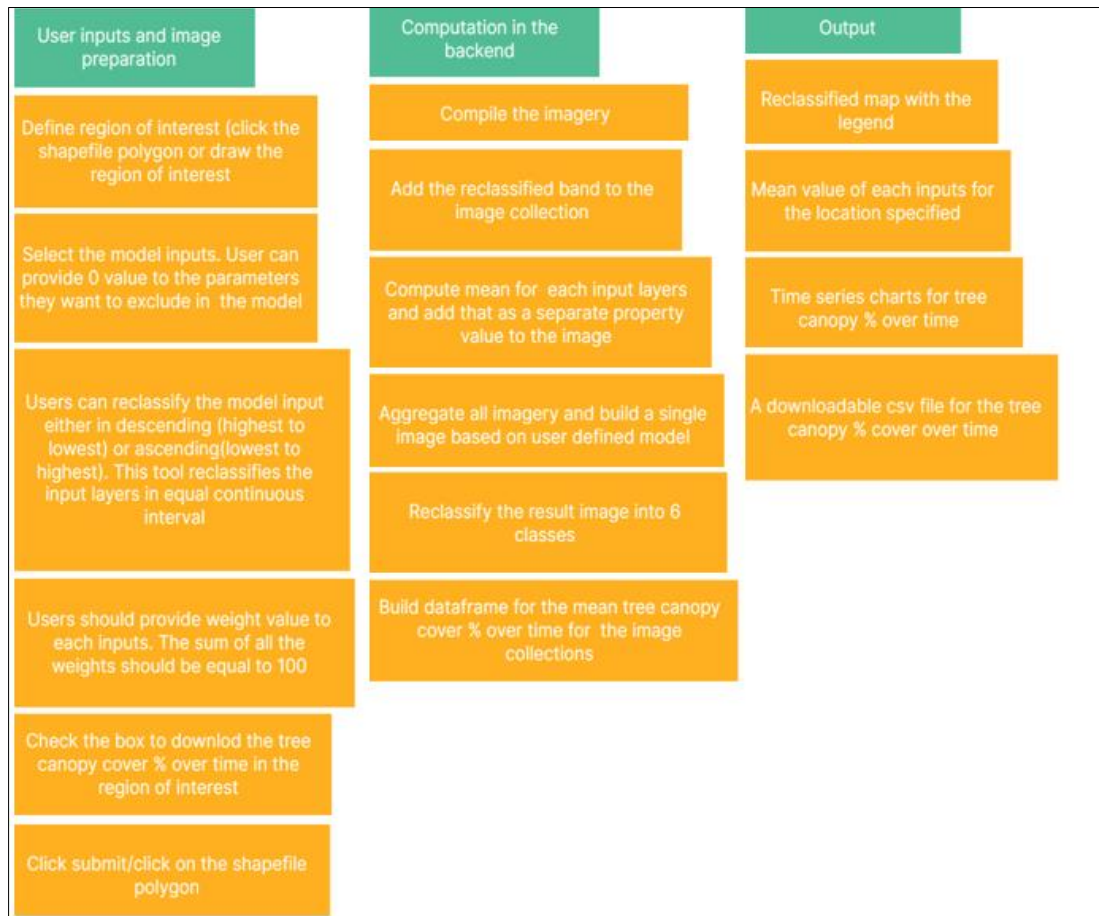 User inputs and image
preparation
Define region of interest (click the
shapefile polygon or draw the
region of interest
Select the model inputs. User can
provide 0 value to the parameters
they want to exclude in the model
Users can reclassify the model input
either in descending (highest to
lowest) or ascending(lowest to
highest). This tool reclassifies the
input layers in equal continuous
interval
Users should provide weight value to
each inputs. The sum of all the
weights should be equal to 100
Check the box to downlod the tree
canopy cover % over time in the
region of interest
Click submit/click on the shapefile
polygon
Computation in the
backend
Compile the imagery
Add the reclassified band to the
image collection
Compute mean for each input layers
and add that as a separate property
value to the image
Aggregate all imagery and build a single
image based on user defined model
Reclassify the result image into 6
classes
Build dataframe for the mean tree canopy
cover % over time for the image
collections
Output
Reclassified map with the
legend
Mean value of each inputs for
the location specified
Time series charts for tree
canopy % over time
A downloadable csv file for the tree
canopy % cover over time